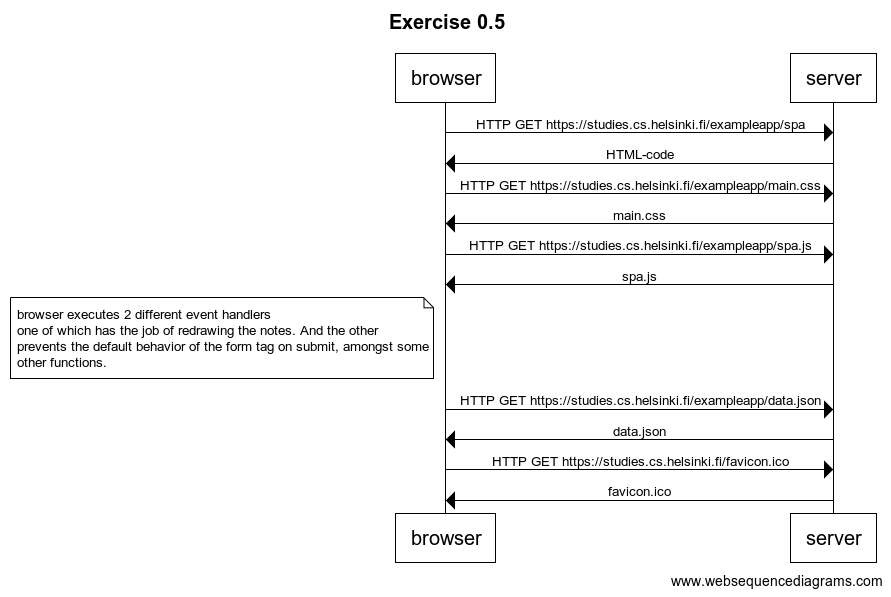 Exercise 0.5
browser
server
HTTP GET https://studies.cs.helsinki.fi/exampleapp/spa
HTML-code
HTTP GET https://studies.cs.helsinki.fi/exampleapp/main.css
main.css
HTTP GET https://studies.cs.helsinki.fi/exampleapp/spa.js
spa.js
browser executes 2 different event handlers
one of which has the job of redrawing the notes. And the other
prevents the default behavior of the form tag on submit, amongst some
other functions.
HTTP GET https://studies.cs.helsinki.fi/exampleapp/data.json
data.json
HTTP GET https://studies.cs.helsinki.fi/favicon.ico
favicon.ico
browser
server
www.websequencediagrams.com